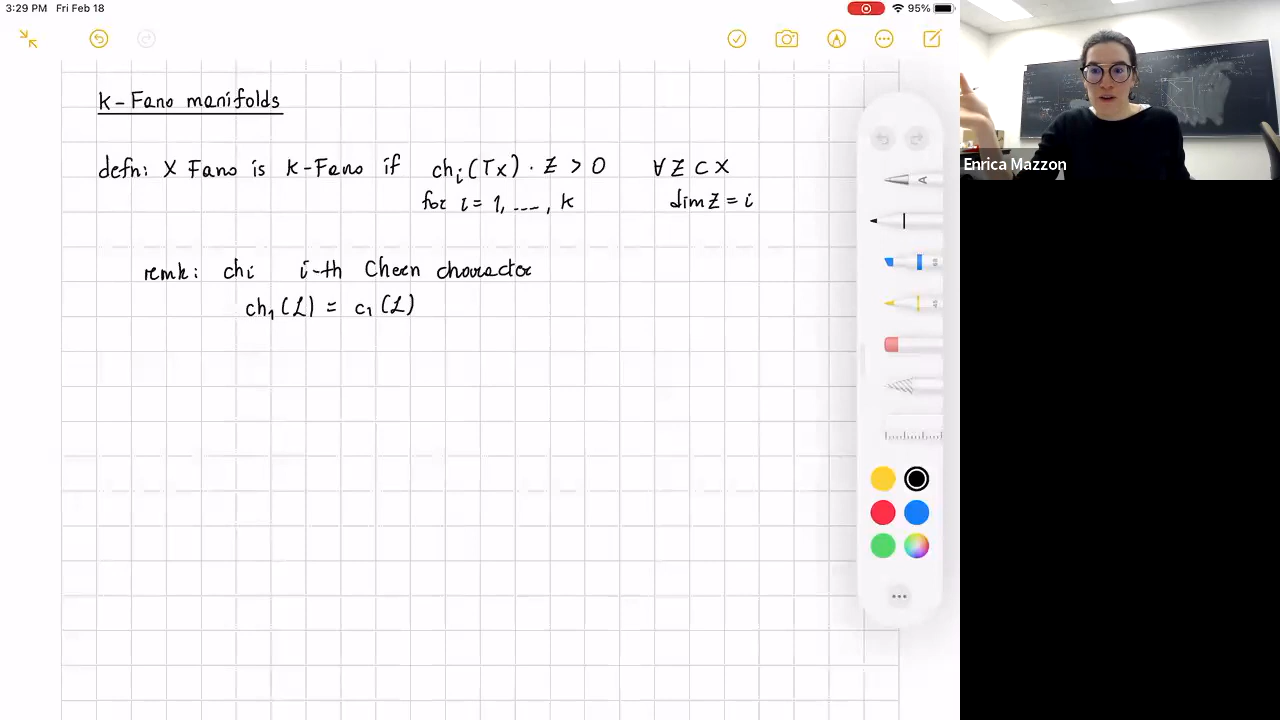 3:29 PM Fri Feb 18
95%
K-Fano manifolds
defn: X Fano is K-Fano if chᵢ(Tx) · Z > 0 ∀ Z ⊂ X
for i = 1, ---, k dim Z = i
remk: chi i-th Chern character
ch₁(L) = c₁(L)
A
Enrica Mazzon